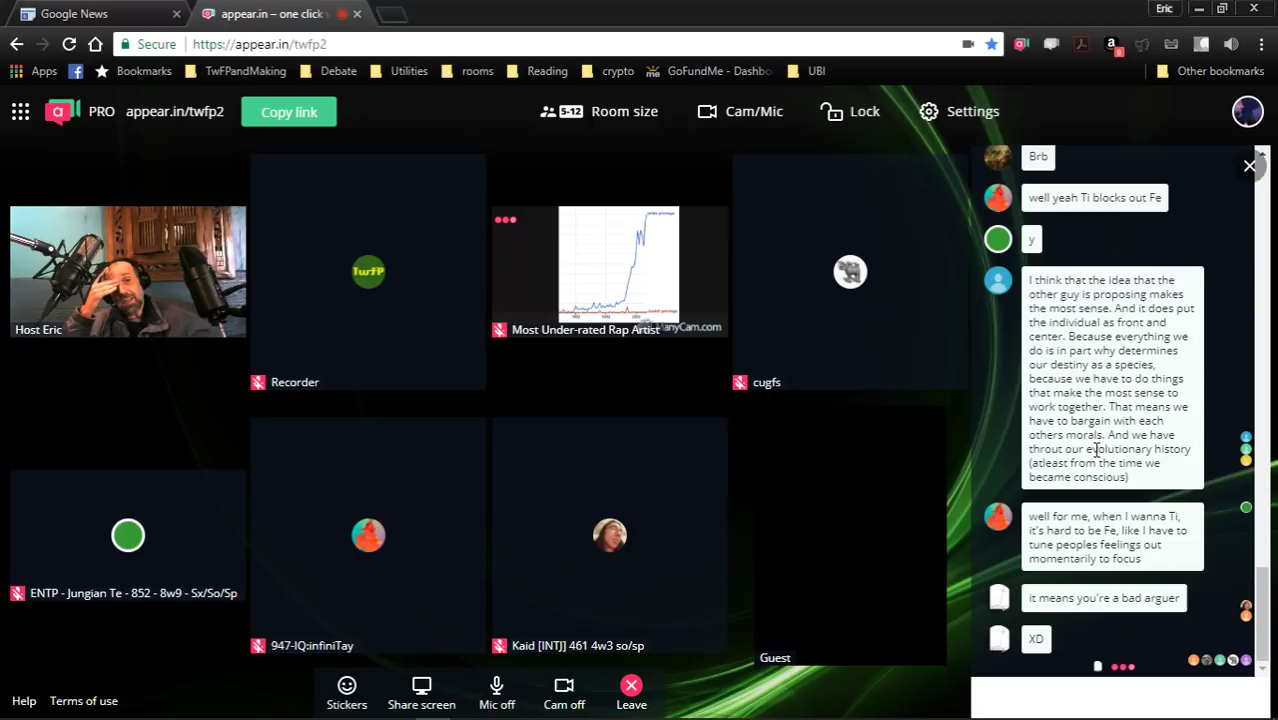 Google News
appear.in – one click v
Eric
Secure
https://appear.in/twfp2
9
Apps
Bookmarks
TwFPandMaking
Debate
Utilities
rooms
Reading
crypto
GoFundMe - Dashbo
UBI
Other bookmarks
PRO
appear.in/twfp2
Copy link
5-12
Room size
Cam/Mic
Lock
Settings
Host Eric
TwfP
Recorder
Most Under-rated Rap Artist
ManyCam.com
cugfs
ENTP - Jungian Te - 852 - 8w9 - Sx/So/Sp
947-IQ:infiniTay
Kaid [INTJ] 461 4w3 so/sp
Guest
Brb
well yeah Ti blocks out Fe
y
I think that the idea that the
other guy is proposing makes
the most sense. And it does put
the individual as front and
center. Because everything we
do is in part why determines
our destiny as a species,
because we have to do things
that make the most sense to
work together. That means we
have to bargain with each
others morals. And we have
throut our evolutionary history
(atleast from the time we
became conscious)
well for me, when I wanna Ti,
it's hard to be Fe, like I have to
tune peoples feelings out
momentarily to focus
it means you're a bad arguer
XD
Help
Terms of use
Stickers
Share screen
Mic off
Cam off
Leave